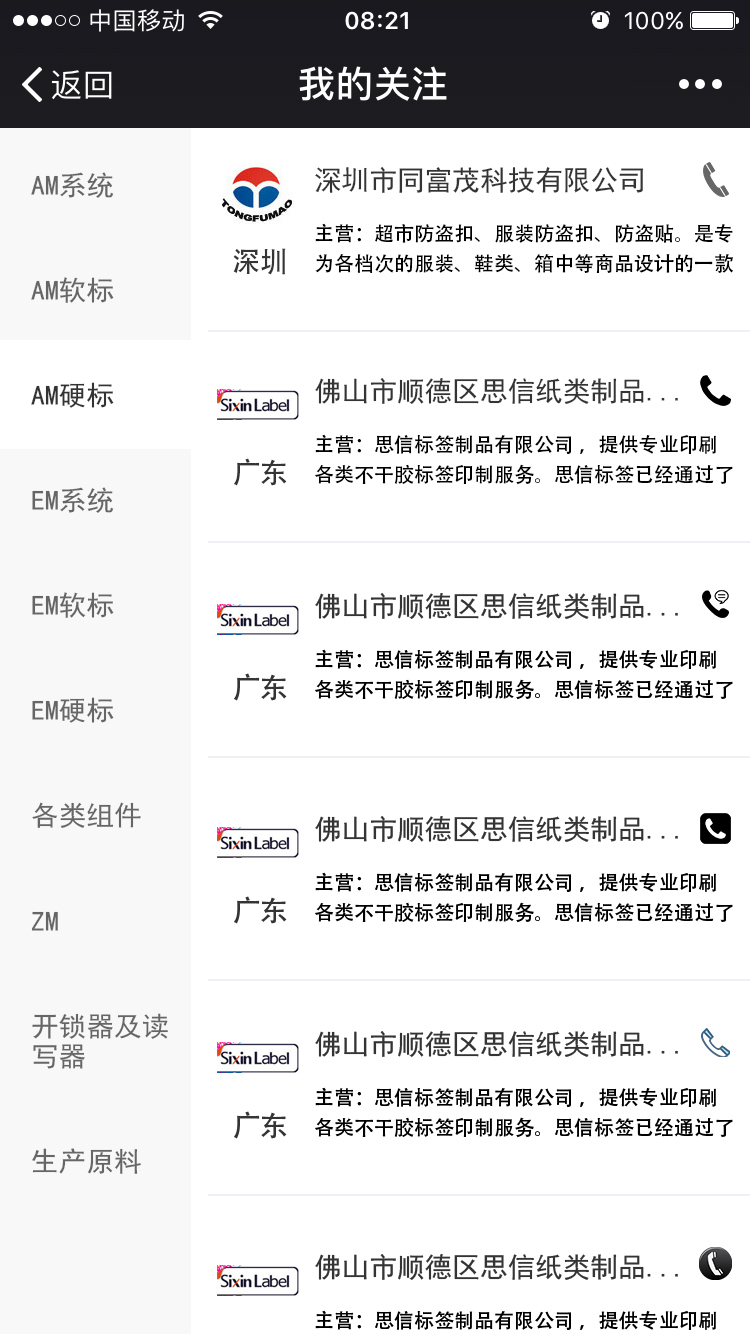 中国移动 08:21 100%
返回 我的关注
AM系统
AM软标
AM硬标
EM系统
EM软标
EM硬标
各类组件
ZM
开锁器及读
写器
生产原料
TONGFUMAO
深圳市同富茂科技有限公司
主营：超市防盗扣、服装防盗扣、防盗贴。是专
为各档次的服装、鞋类、箱中等商品设计的一款
深圳
Sixin Label
佛山市顺德区思信纸类制品...
主营：思信标签制品有限公司，提供专业印刷
各类不干胶标签印制服务。思信标签已经通过了
广东
Sixin Label
佛山市顺德区思信纸类制品...
主营：思信标签制品有限公司，提供专业印刷
各类不干胶标签印制服务。思信标签已经通过了
广东
Sixin Label
佛山市顺德区思信纸类制品...
主营：思信标签制品有限公司，提供专业印刷
各类不干胶标签印制服务。思信标签已经通过了
广东
Sixin Label
佛山市顺德区思信纸类制品...
主营：思信标签制品有限公司，提供专业印刷
各类不干胶标签印制服务。思信标签已经通过了
广东
Sixin Label
佛山市顺德区思信纸类制品...
主营：思信标签制品有限公司，提供专业印刷